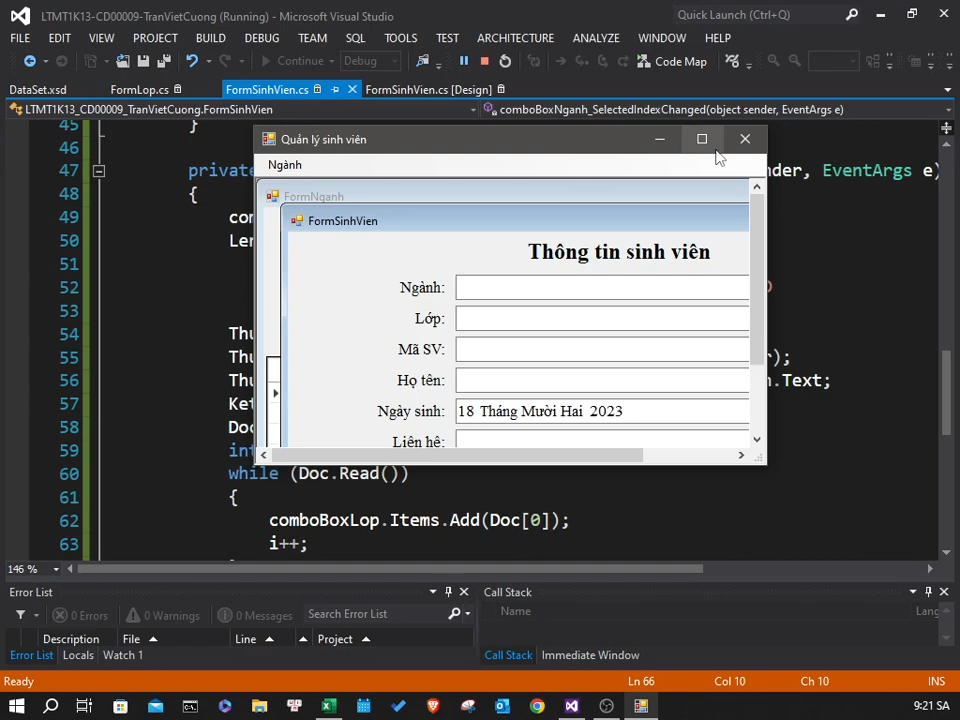 LTMT1K13-CD00009-TranVietCuong (Running) - Microsoft Visual Studio
Quick Launch (Ctrl+Q)
FILE EDIT VIEW PROJECT BUILD DEBUG TEAM SQL TOOLS TEST ARCHITECTURE ANALYZE WINDOW HELP
Continue Debug Code Map
DataSet.xsd FormLop.cs FormSinhVien.cs FormSinhVien.cs [Design]
LTMT1K13_CD00009_TranVietCuong.FormSinhVien comboBoxNganh_SelectedIndexChanged(object sender, EventArgs e)
45 }
46
47 private nder, EventArgs e)
48 {
49 com
50 Len
51
52
53
54 Thu
55 Thu r);
56 Thu n.Text;
57 Ket
58 Doc
59 int
60 while (Doc.Read())
61 {
62 comboBoxLop.Items.Add(Doc[0]);
63 i++;
Quản lý sinh viên
Ngành
FormNganh
FormSinhVien
Thông tin sinh viên
Ngành:
Lớp:
Mã SV:
Họ tên:
Ngày sinh: 18 Tháng Mười Hai 2023
Liên hệ:
146 %
Error List
Call Stack
0 Errors 0 Warnings 0 Messages Search Error List
Name Lang
Description File Line Project
Error List Locals Watch 1
Call Stack Immediate Window
Ready Ln 66 Col 10 Ch 10 INS
9:21 SA